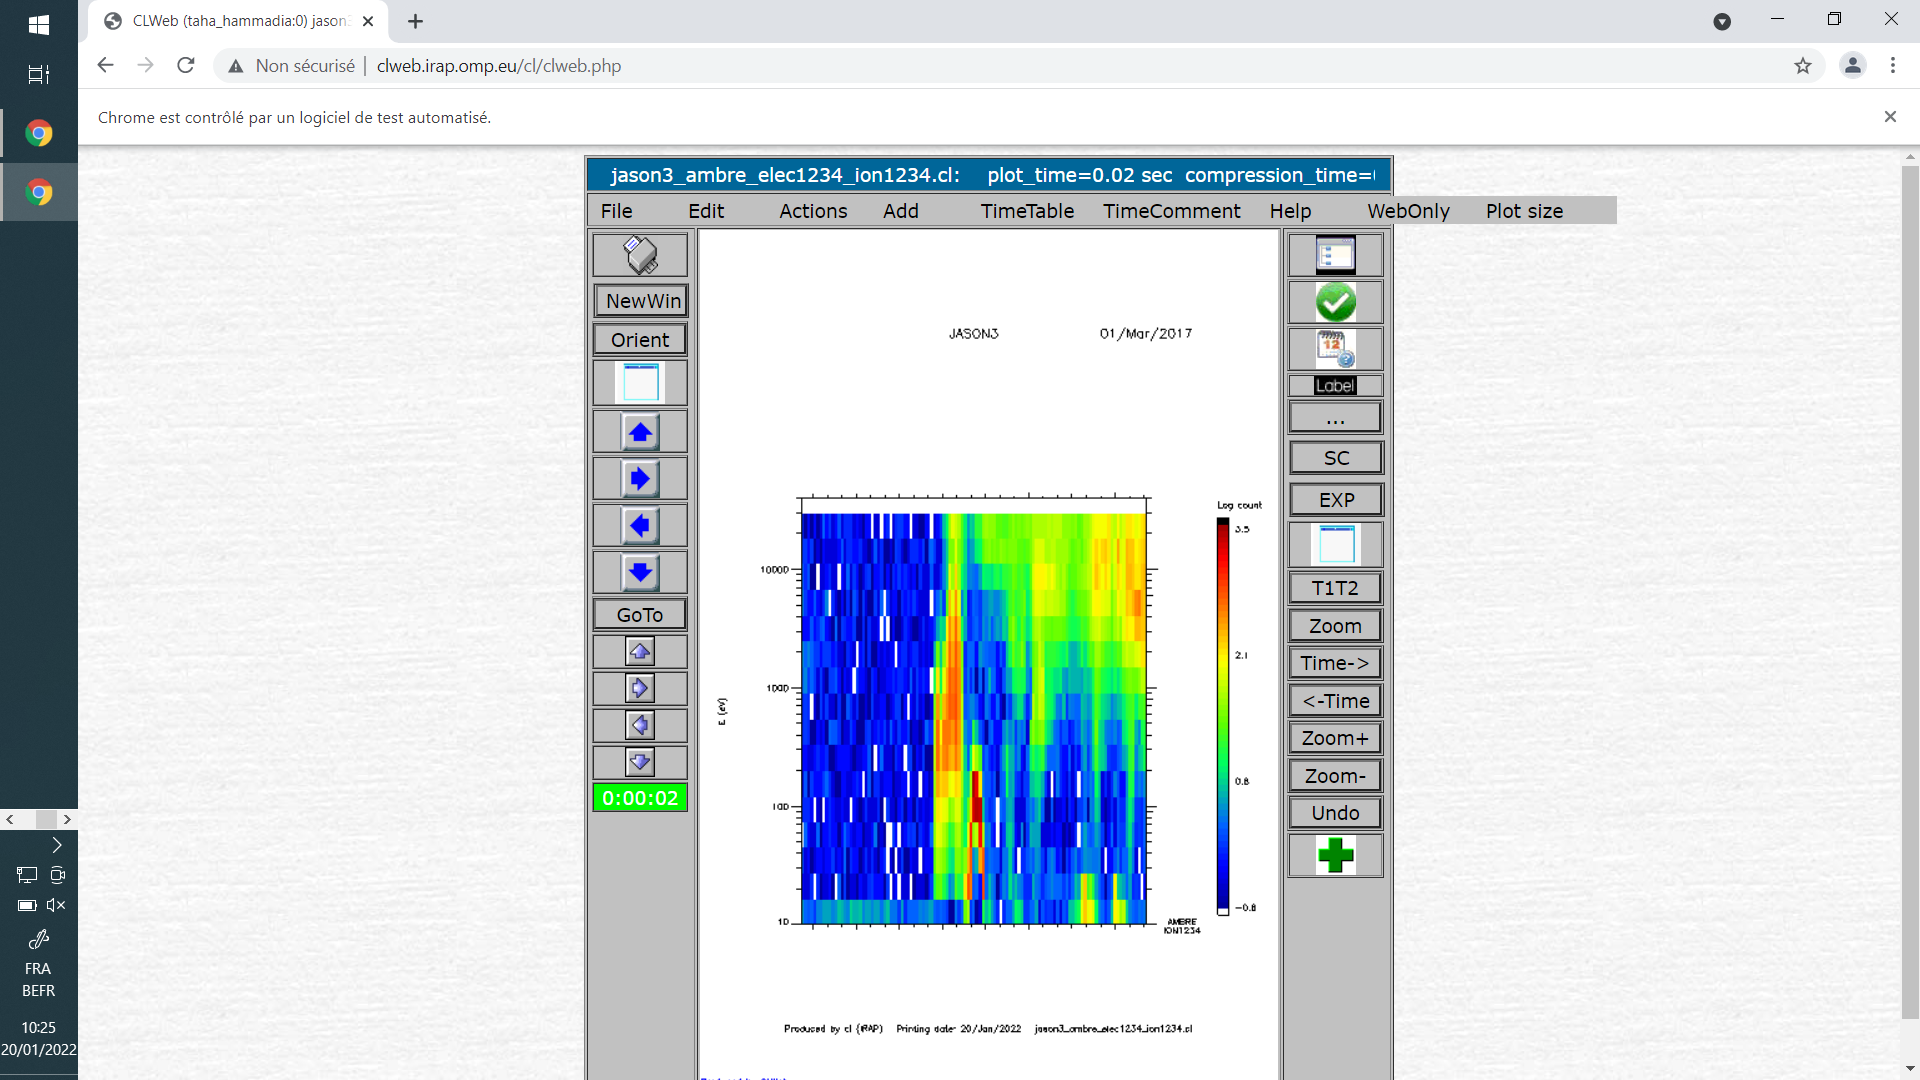 CLWeb (taha_hammadia:0) jason3
Non sécurisé | clweb.irap.omp.eu/cl/clweb.php
Chrome est contrôlé par un logiciel de test automatisé.
jason3_ambre_elec1234_ion1234.cl: plot_time=0.02 sec compression_time=
File Edit Actions Add TimeTable TimeComment Help WebOnly Plot size
NewWin
Orient
GoTo
0:00:02
JASON3 01/Mar/2017
Log count
3.5
2.1
0.8
-0.8
10000
1000
100
10
E (eV)
AMBRE
ION1234
Produced by cl (IRAP) Printing date: 20/Jan/2022 jason3_ambre_elec1234_ion1234.cl
12
Label
...
SC
EXP
T1T2
Zoom
Time->
<-Time
Zoom+
Zoom-
Undo
FRA
BEFR
10:25
20/01/2022